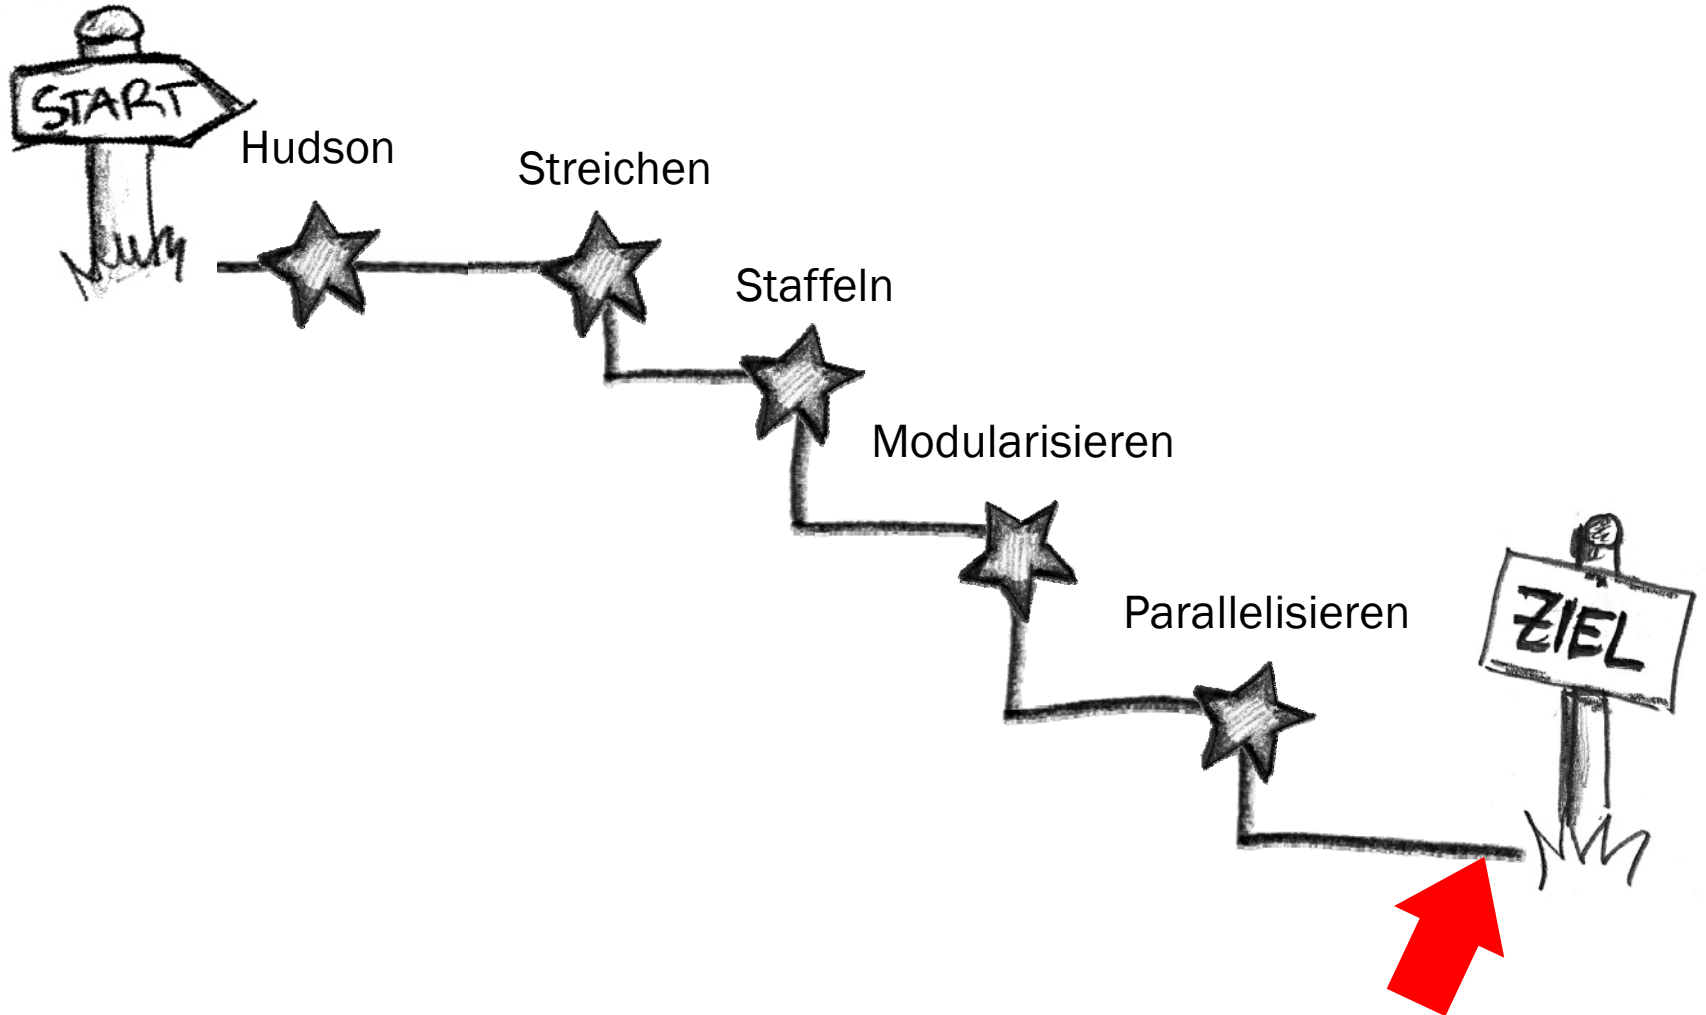 START
Hudson
Streichen
Staffeln
Modularisieren
Parallelisieren
ZIEL